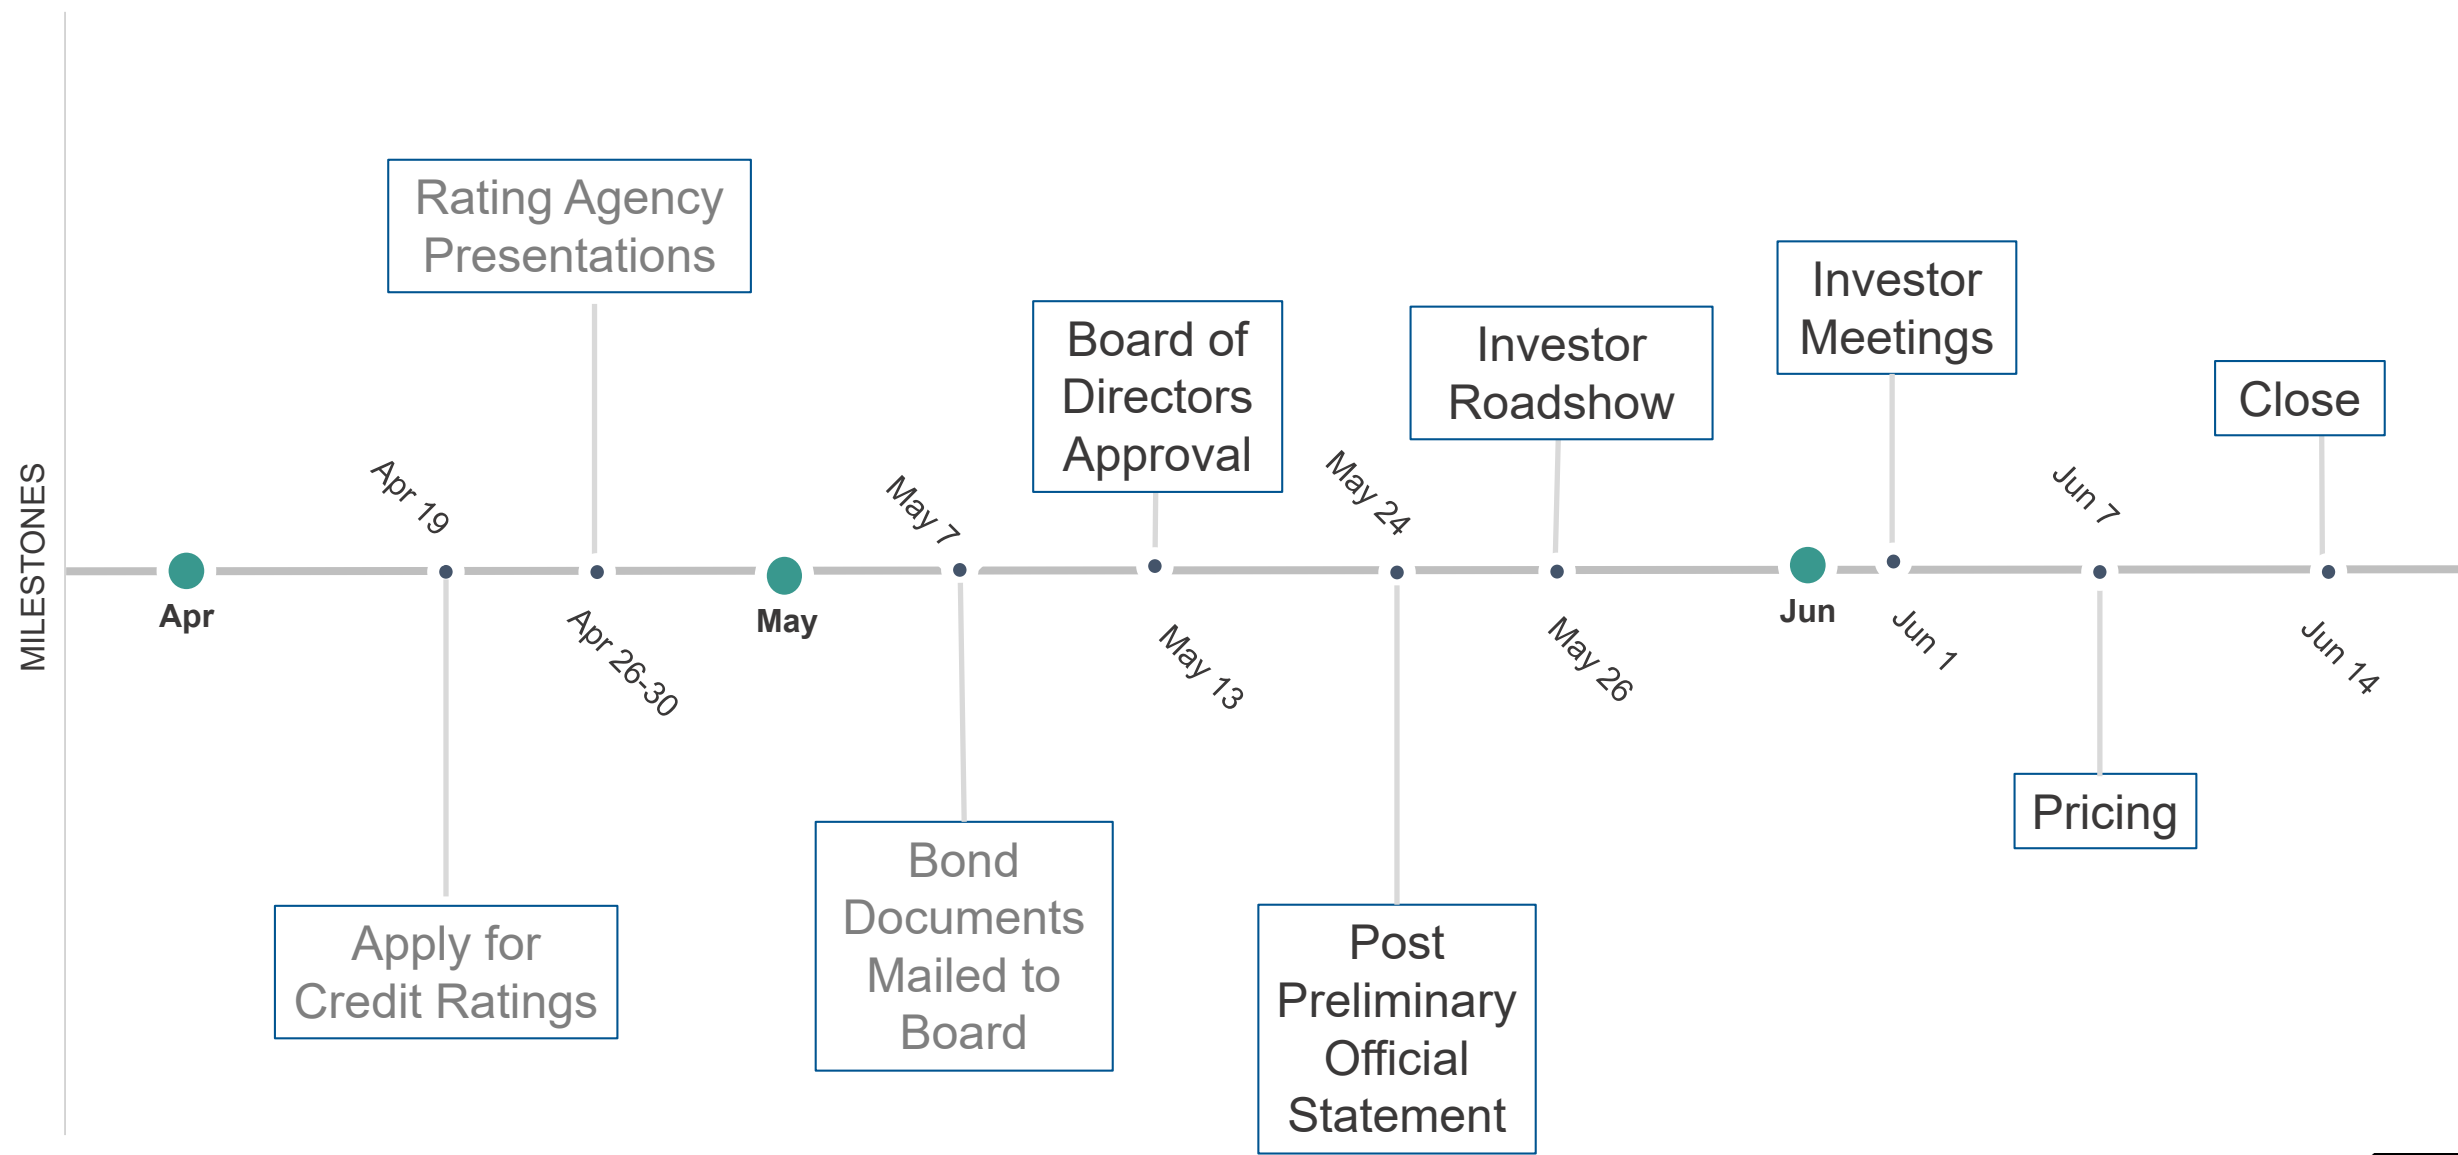 MILESTONES
Rating Agency
Presentations
Board of
Directors
Approval
Investor
Roadshow
Investor
Meetings
Close
Apr 19
May 7
May 24
Jun 7
Apr
May
Jun
Apr 26-30
May 13
May 26
Jun 1
Jun 14
Apply for
Credit Ratings
Bond
Documents
Mailed to
Board
Post
Preliminary
Official
Statement
Pricing